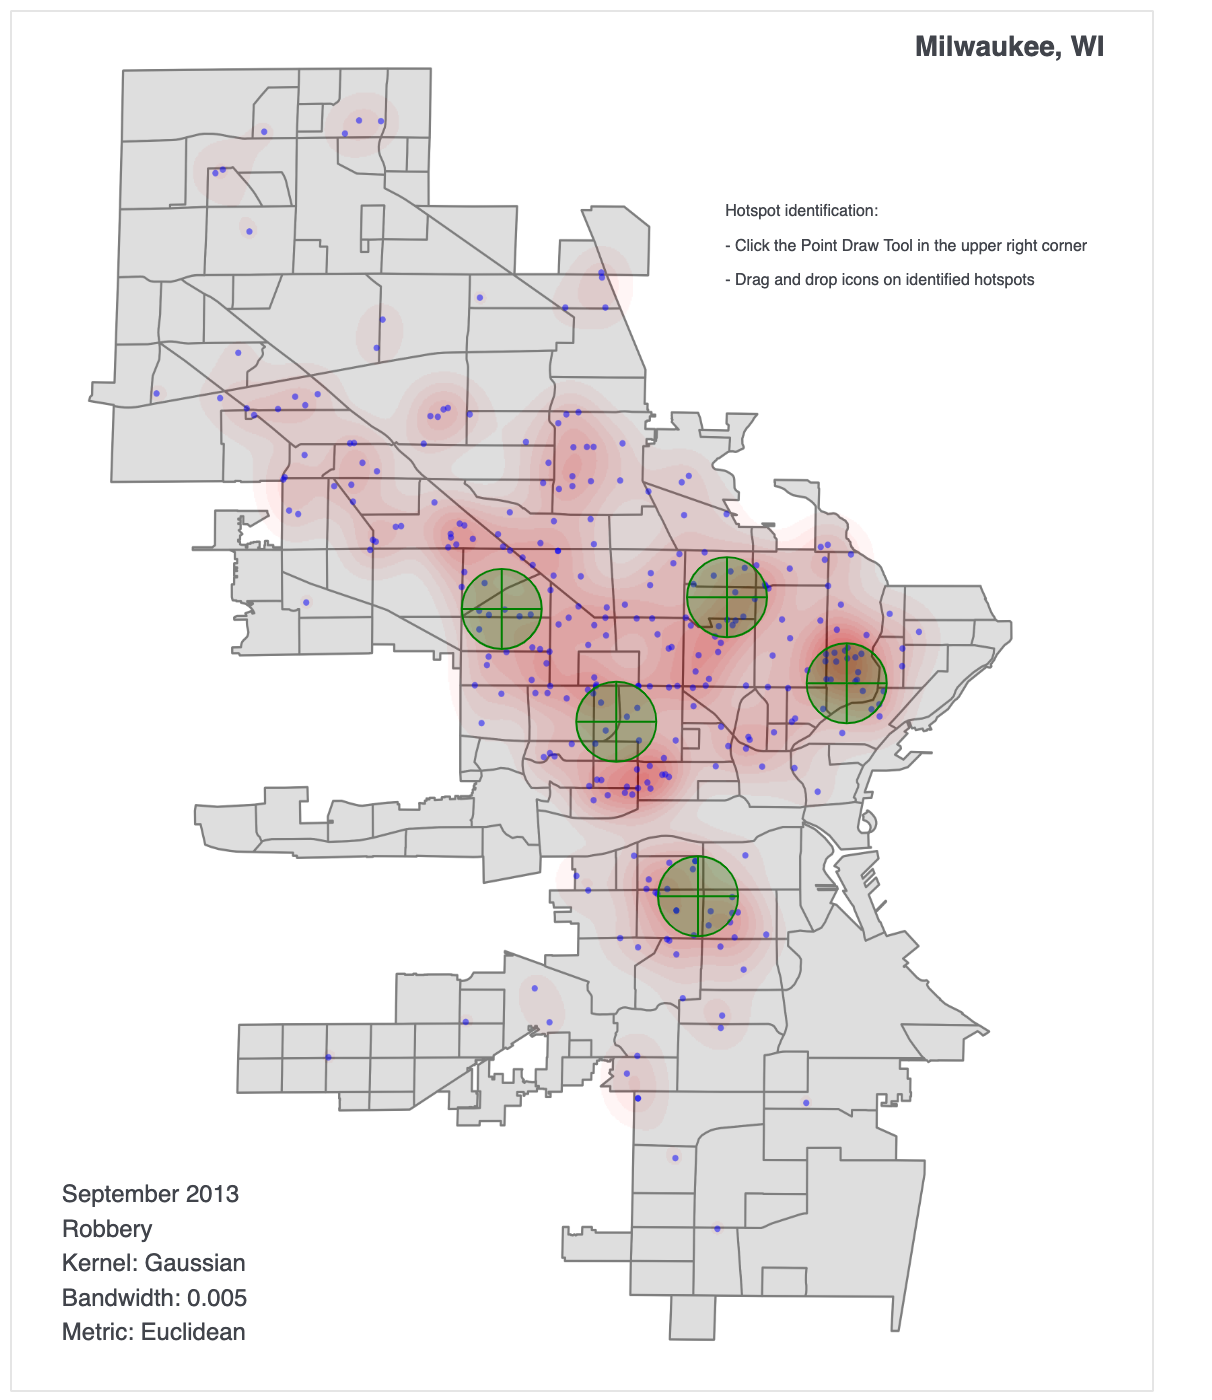 Milwaukee, WI
Hotspot identification:
- Click the Point Draw Tool in the upper right corner
- Drag and drop icons on identified hotspots
September 2013
Robbery
Kernel: Gaussian
Bandwidth: 0.005
Metric: Euclidean